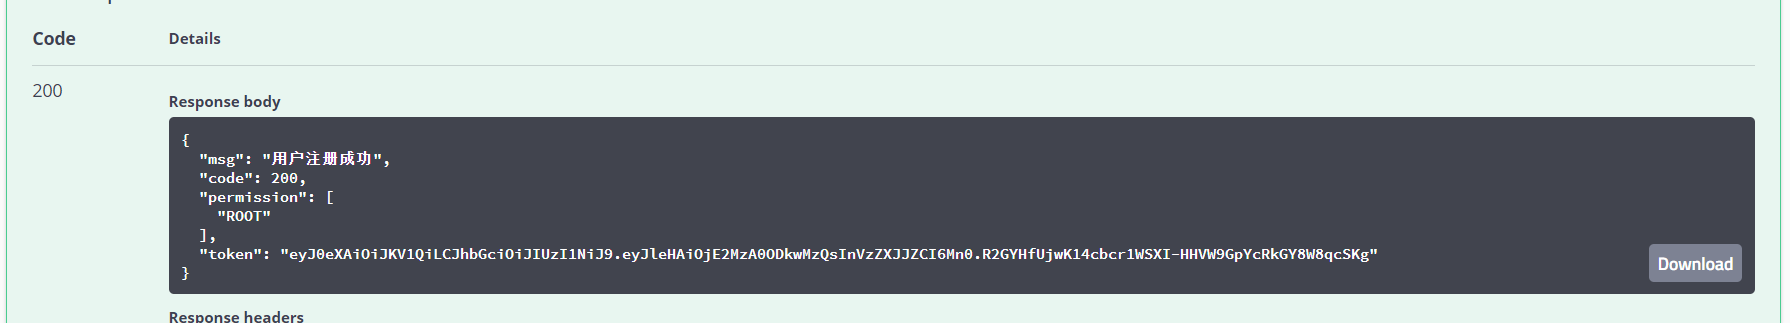 Code Details
200
Response body
{
"msg": "用户注册成功",
"code": 200,
"permission": [
"ROOT"
],
"token": "eyJ0eXAiOiJKV1QiLCJhbGciOiJIUzI1NiJ9.eyJleHAiOjE2MzA0ODkwMzQsInVzZXJJZCI6Mn0.R2GYHfUjwK14cbcr1WSXI-HHVW9GpYcRkGY8W8qcSKg"
}
Download
Response headers